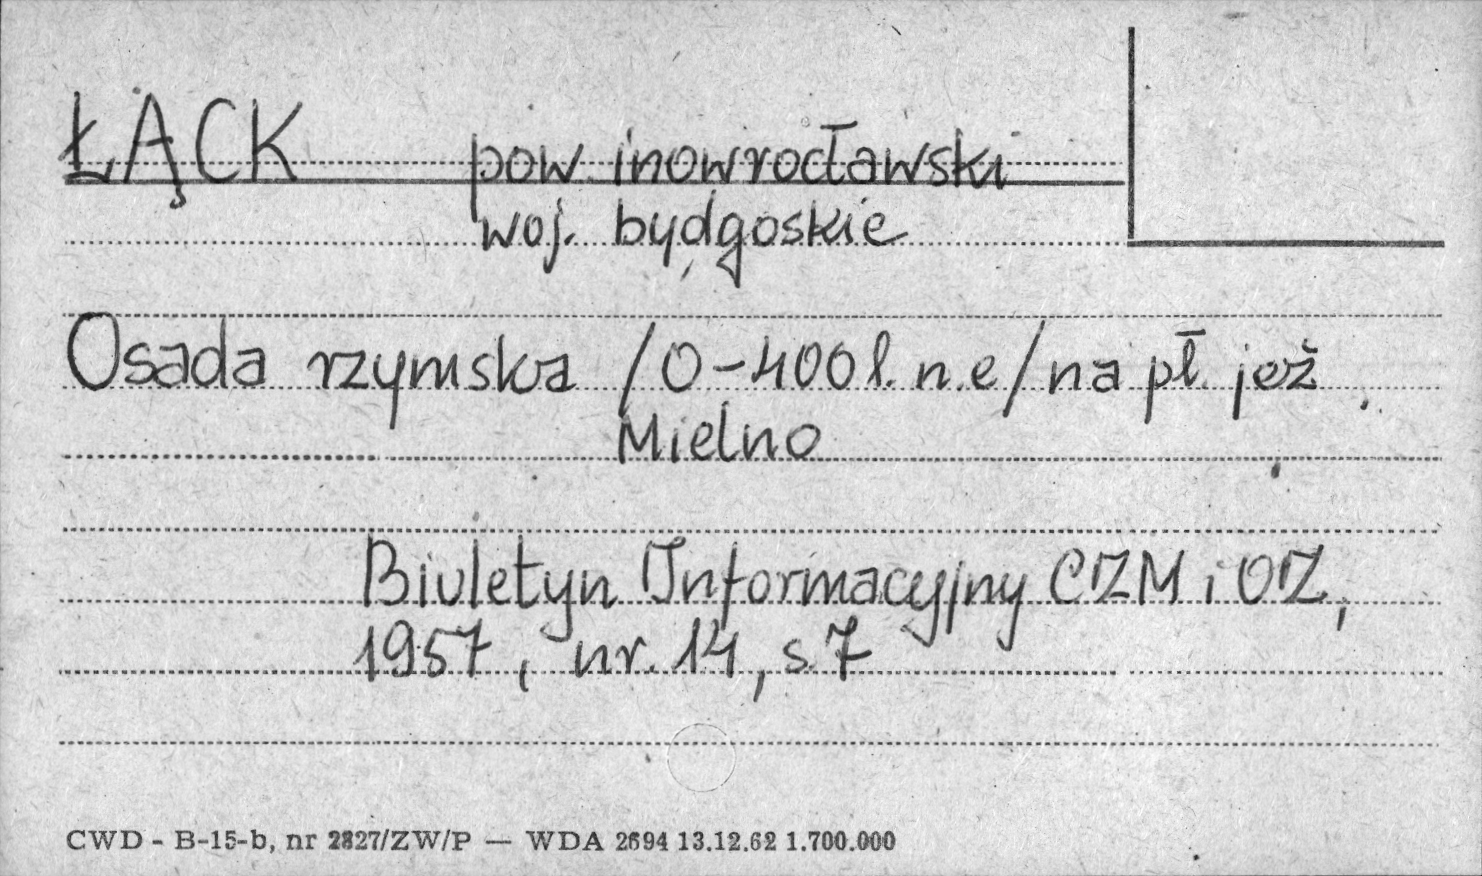 ŁĄCK pow. inowrocławski
woj. bydgoskie
Osada rzymska /0-400 l. n.e/ na pł. jeż.
Mielno
Biuletyn Informacyjny CZM i OZ,
1957, nr. 14, s. 7
CWD - B-15-b, nr 2827/ZW/P — WDA 2694 13.12.62 1.700.000